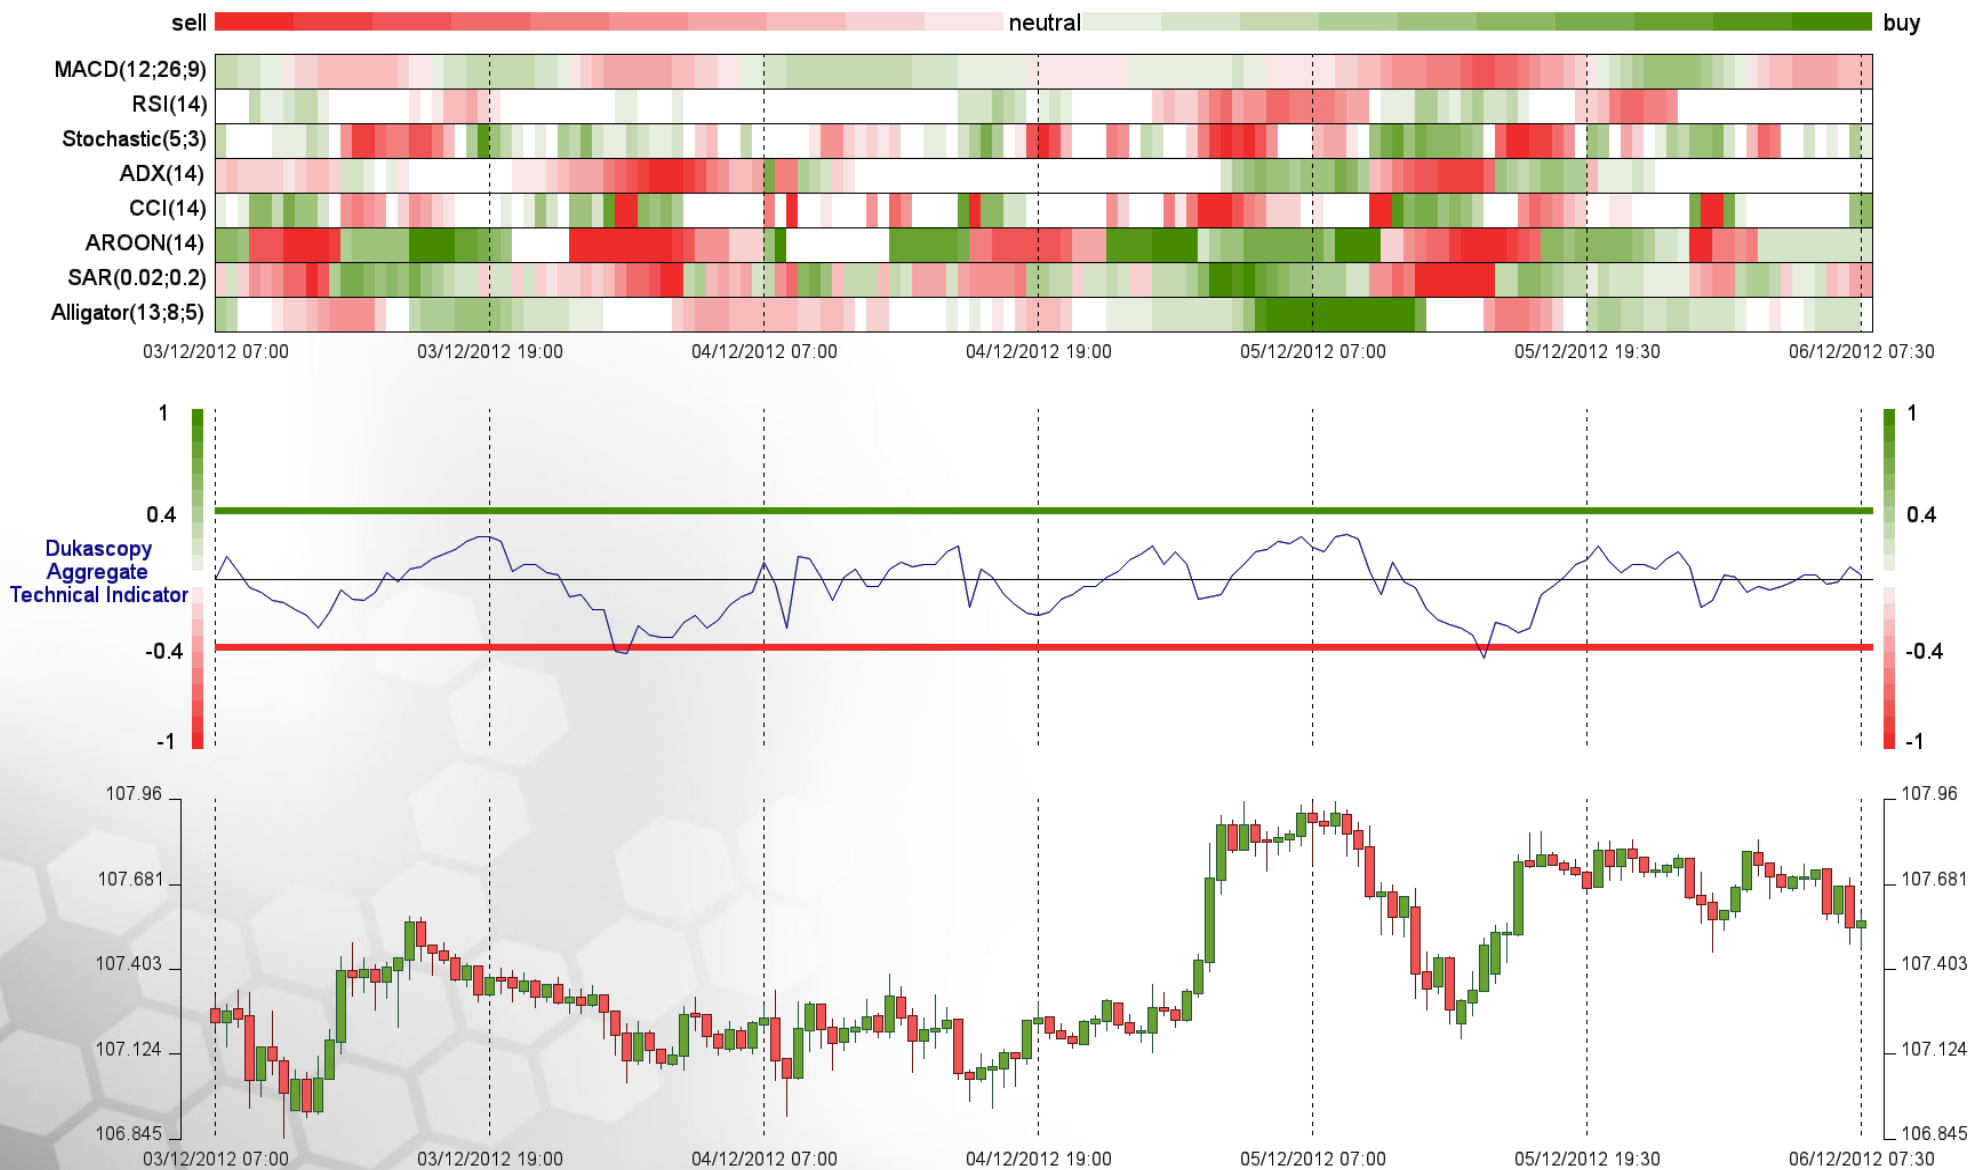 sell neutral buy
MACD(12;26;9)
RSI(14)
Stochastic(5;3)
ADX(14)
CCI(14)
AROON(14)
SAR(0.02;0.2)
Alligator(13;8;5)
03/12/2012 07:00 03/12/2012 19:00 04/12/2012 07:00 04/12/2012 19:00 05/12/2012 07:00 05/12/2012 19:30 06/12/2012 07:30
1 1
0.4 0.4
Dukascopy
Aggregate
Technical Indicator
-0.4 -0.4
-1 -1
107.96 107.96
107.681 107.681
107.403 107.403
107.124 107.124
106.845 106.845
03/12/2012 07:00 03/12/2012 19:00 04/12/2012 07:00 04/12/2012 19:00 05/12/2012 07:00 05/12/2012 19:30 06/12/2012 07:30